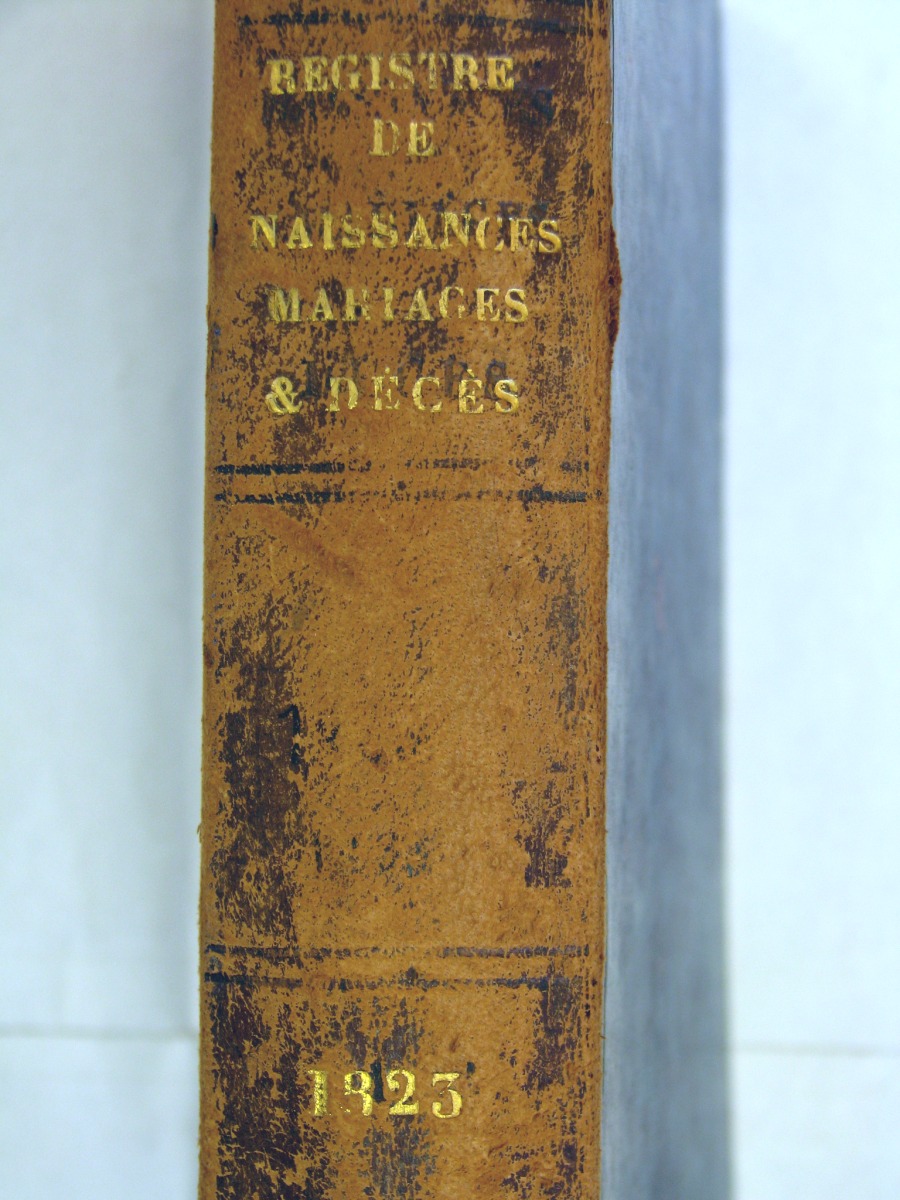 REGISTRE
DE
NAISSANCES
MARIAGES
& DÉCÈS
1823